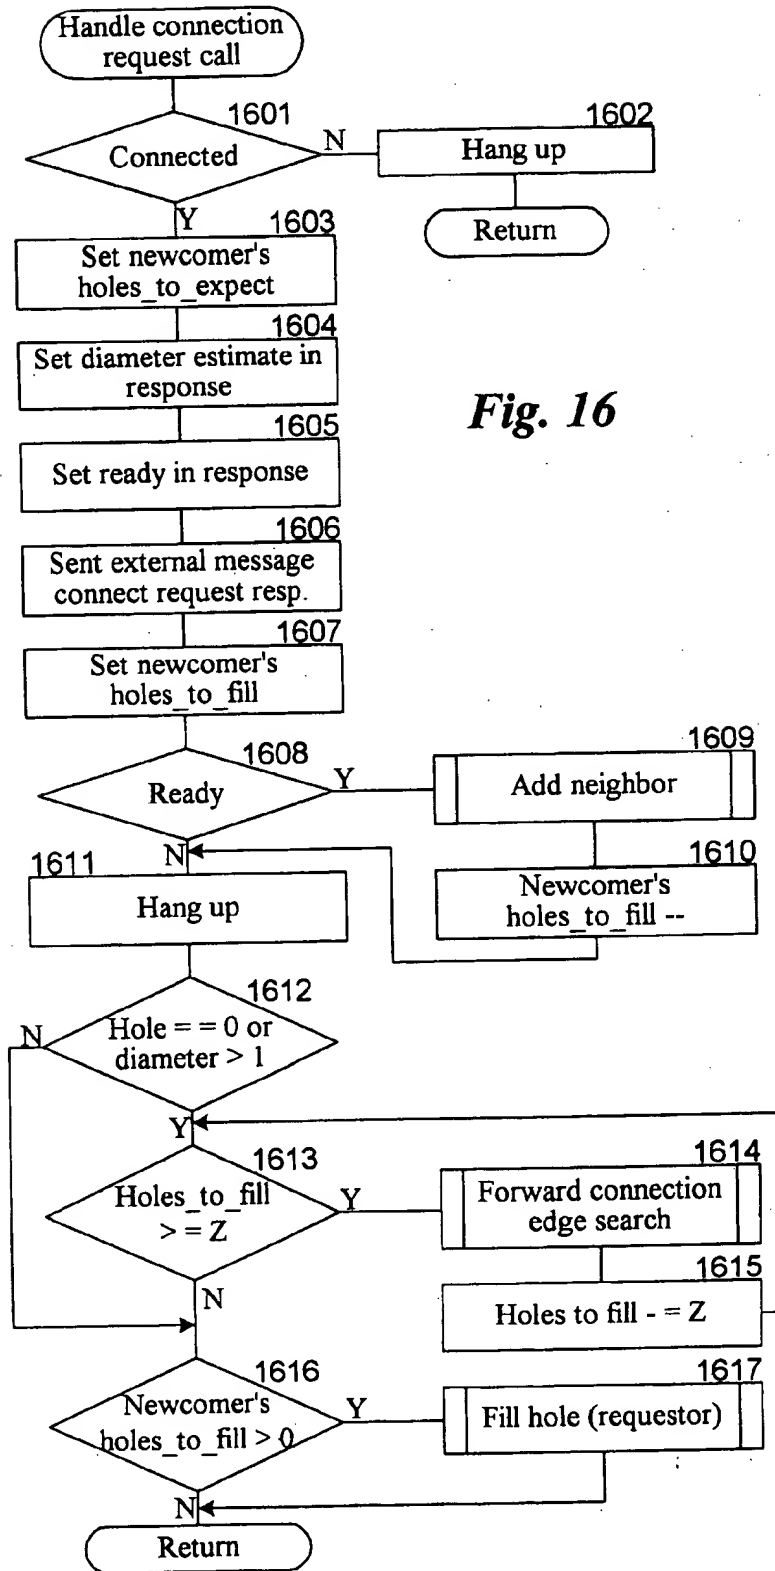 Handle connection
request call
1601
Connected
N
1602
Hang up
Return
Y
1603
Set newcomer's
holes_to_expect
1604
Set diameter estimate in
response
Fig. 16
1605
Set ready in response
1606
Sent external message
connect request resp.
1607
Set newcomer's
holes_to_fill
1608
Ready
Y
1609
Add neighbor
N
1610
Newcomer's
holes_to_fill --
1611
Hang up
1612
Hole = = 0 or
diameter > 1
N
Y
1613
Holes_to_fill
> = Z
Y
1614
Forward connection
edge search
1615
Holes to fill - = Z
N
1616
Newcomer's
holes_to_fill > 0
Y
1617
Fill hole (requestor)
N
Return